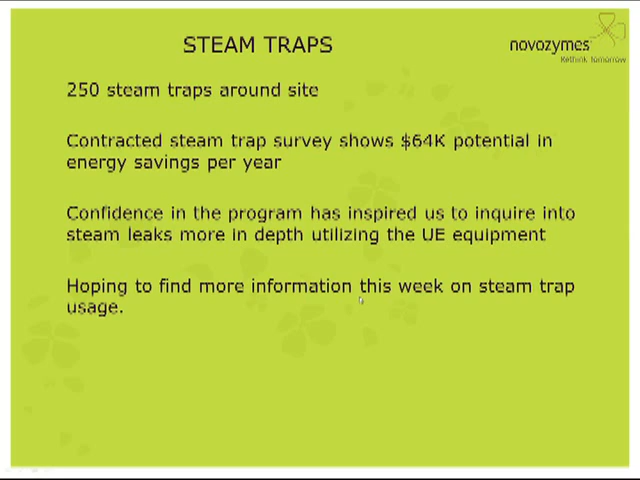 STEAM TRAPS
novozymes
Rethink Tomorrow
250 steam traps around site
Contracted steam trap survey shows $64K potential in
energy savings per year
Confidence in the program has inspired us to inquire into
steam leaks more in depth utilizing the UE equipment
Hoping to find more information this week on steam trap
usage.